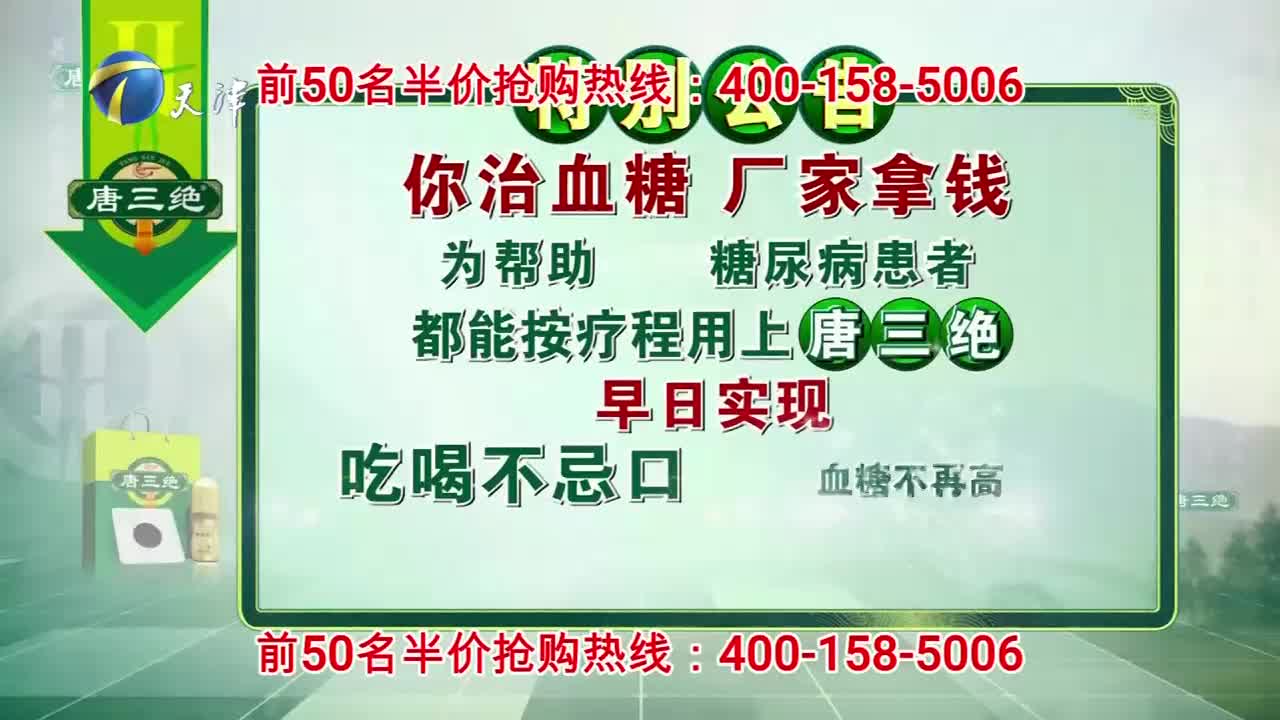 天津
前50名半价抢购热线：400-158-5006
特别公告
唐三绝
你治血糖 厂家拿钱
为帮助 糖尿病患者
都能按疗程用上唐三绝
早日实现
吃喝不忌口 血糖不再高
唐三绝
唐三绝
前50名半价抢购热线：400-158-5006